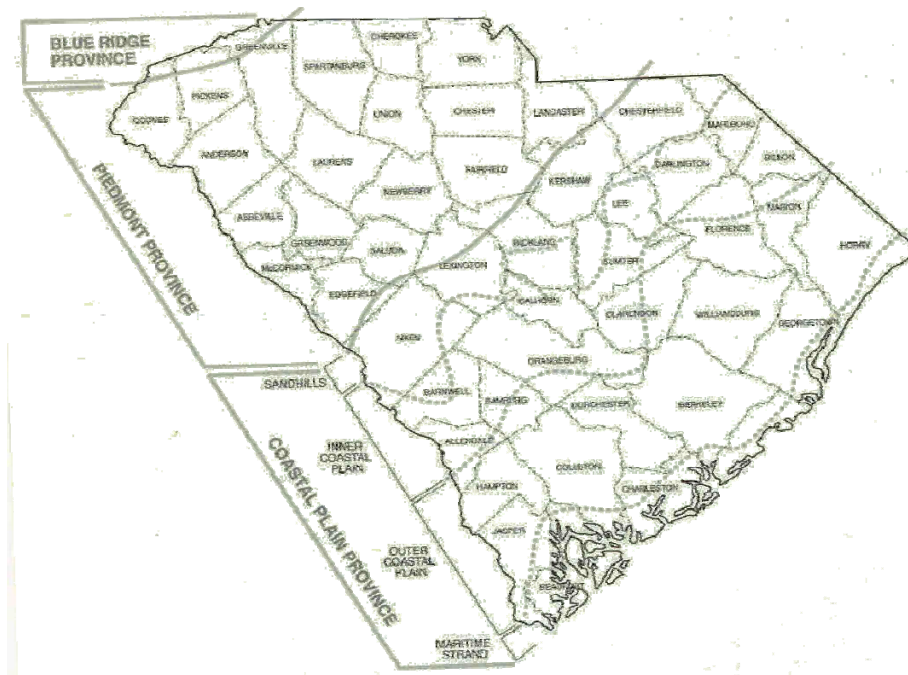 BLUE RIDGE
PROVINCE
CHEROKEE
GREENVILLE
YORK
SPARTANBURG
PICKENS
OCONEE
UNION
CHESTER
LANCASTER
CHESTERFIELD
MARLBORO
ANDERSON
LAURENS
FAIRFIELD
KERSHAW
DARLINGTON
DILLON
PIEDMONT PROVINCE
NEWBERRY
LEE
MARION
ABBEVILLE
FLORENCE
GREENWOOD
SALUDA
RICHLAND
HORRY
McCORMICK
LEXINGTON
SUMTER
EDGEFIELD
CALHOUN
CLARENDON
WILLIAMSBURG
GEORGETOWN
AIKEN
ORANGEBURG
SANDHILLS
BARNWELL
BAMBERG
DORCHESTER
BERKELEY
ALLENDALE
INNER
COASTAL
PLAIN
COLLETON
HAMPTON
CHARLESTON
COASTAL PLAIN PROVINCE
JASPER
OUTER
COASTAL
PLAIN
BEAUFORT
MARITIME
STRAND